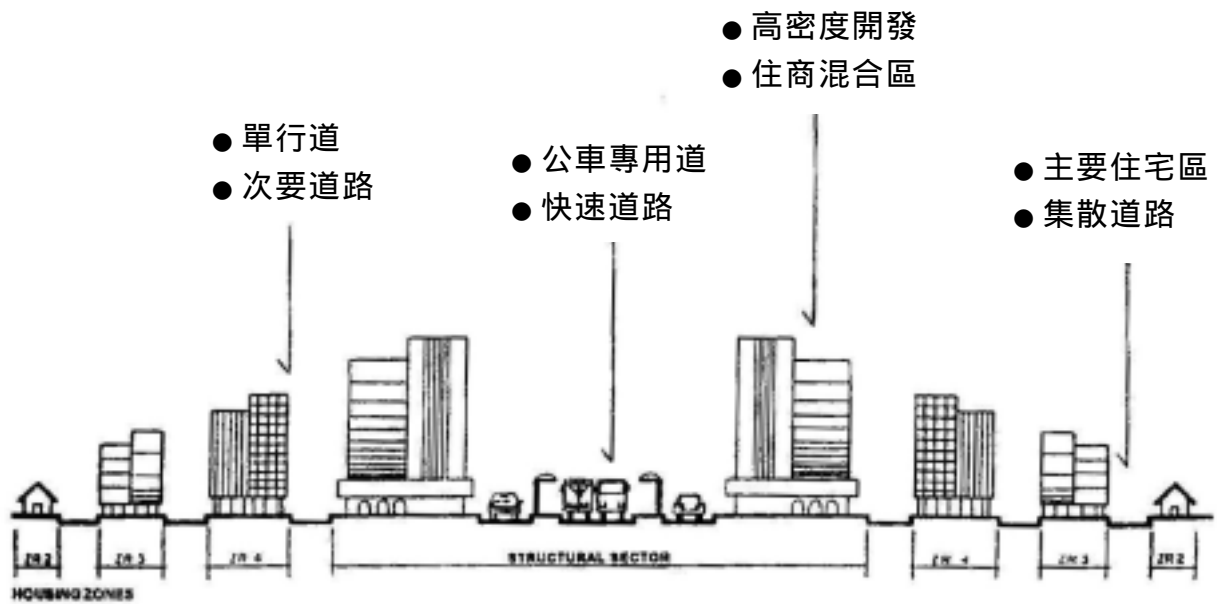 ● 高密度開發
● 住商混合區
● 單行道
● 次要道路
● 公車專用道
● 快速道路
● 主要住宅區
● 集散道路
ZR 2
ZR 3
ZR 4
STRUCTURAL SECTOR
ZR 4
ZR 3
ZR 2
HOUSING ZONES